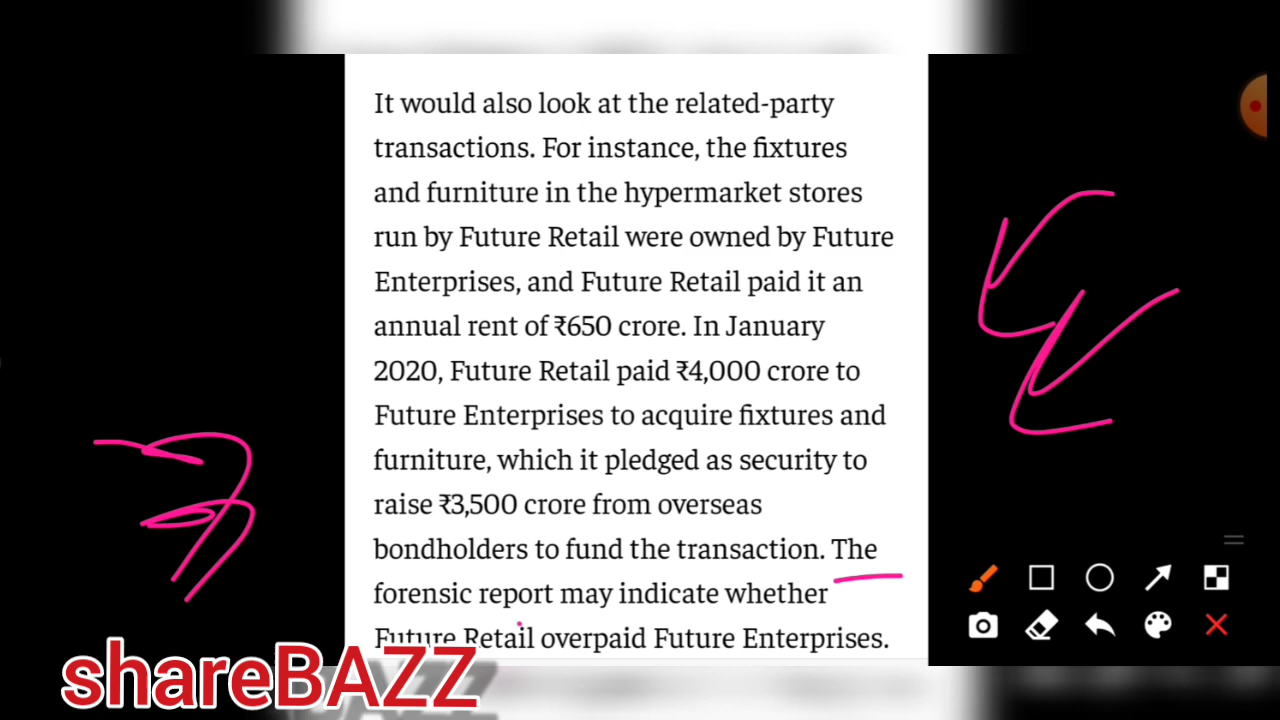 It would also look at the related-party
transactions. For instance, the fixtures
and furniture in the hypermarket stores
run by Future Retail were owned by Future
Enterprises, and Future Retail paid it an
annual rent of ₹650 crore. In January
2020, Future Retail paid ₹4,000 crore to
Future Enterprises to acquire fixtures and
furniture, which it pledged as security to
raise ₹3,500 crore from overseas
bondholders to fund the transaction. The
forensic report may indicate whether
Future Retail overpaid Future Enterprises.
shareBAZZ